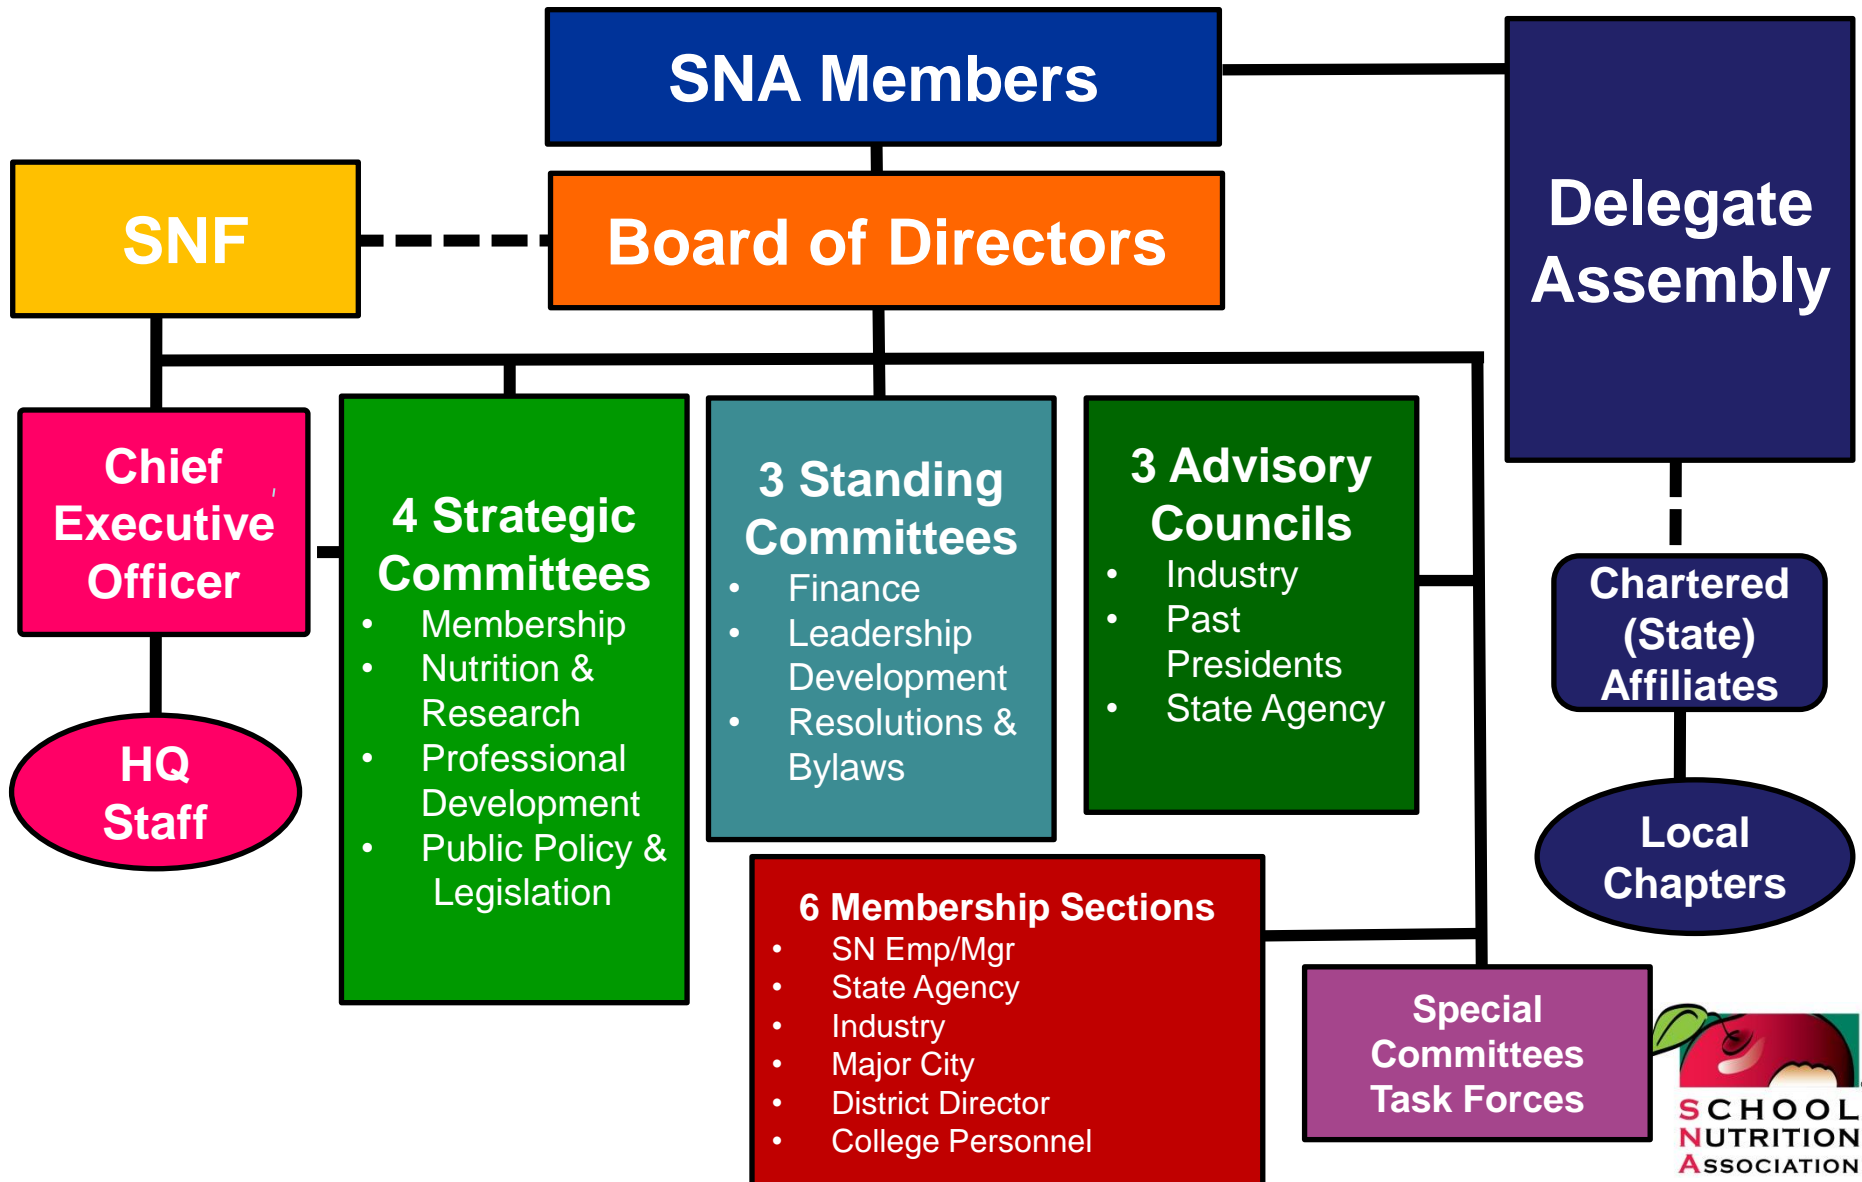 SNA Members
Delegate
Assembly
SNF
Board of Directors
Chief
Executive
Officer
HQ
Staff
4 Strategic
Committees
• Membership
• Nutrition &
Research
• Professional
Development
• Public Policy &
Legislation
3 Standing
Committees
• Finance
• Leadership
Development
• Resolutions &
Bylaws
3 Advisory
Councils
• Industry
• Past
Presidents
• State Agency
Chartered
(State)
Affiliates
Local
Chapters
6 Membership Sections
• SN Emp/Mgr
• State Agency
• Industry
• Major City
• District Director
• College Personnel
Special
Committees
Task Forces
SCHOOL
NUTRITION
ASSOCIATION